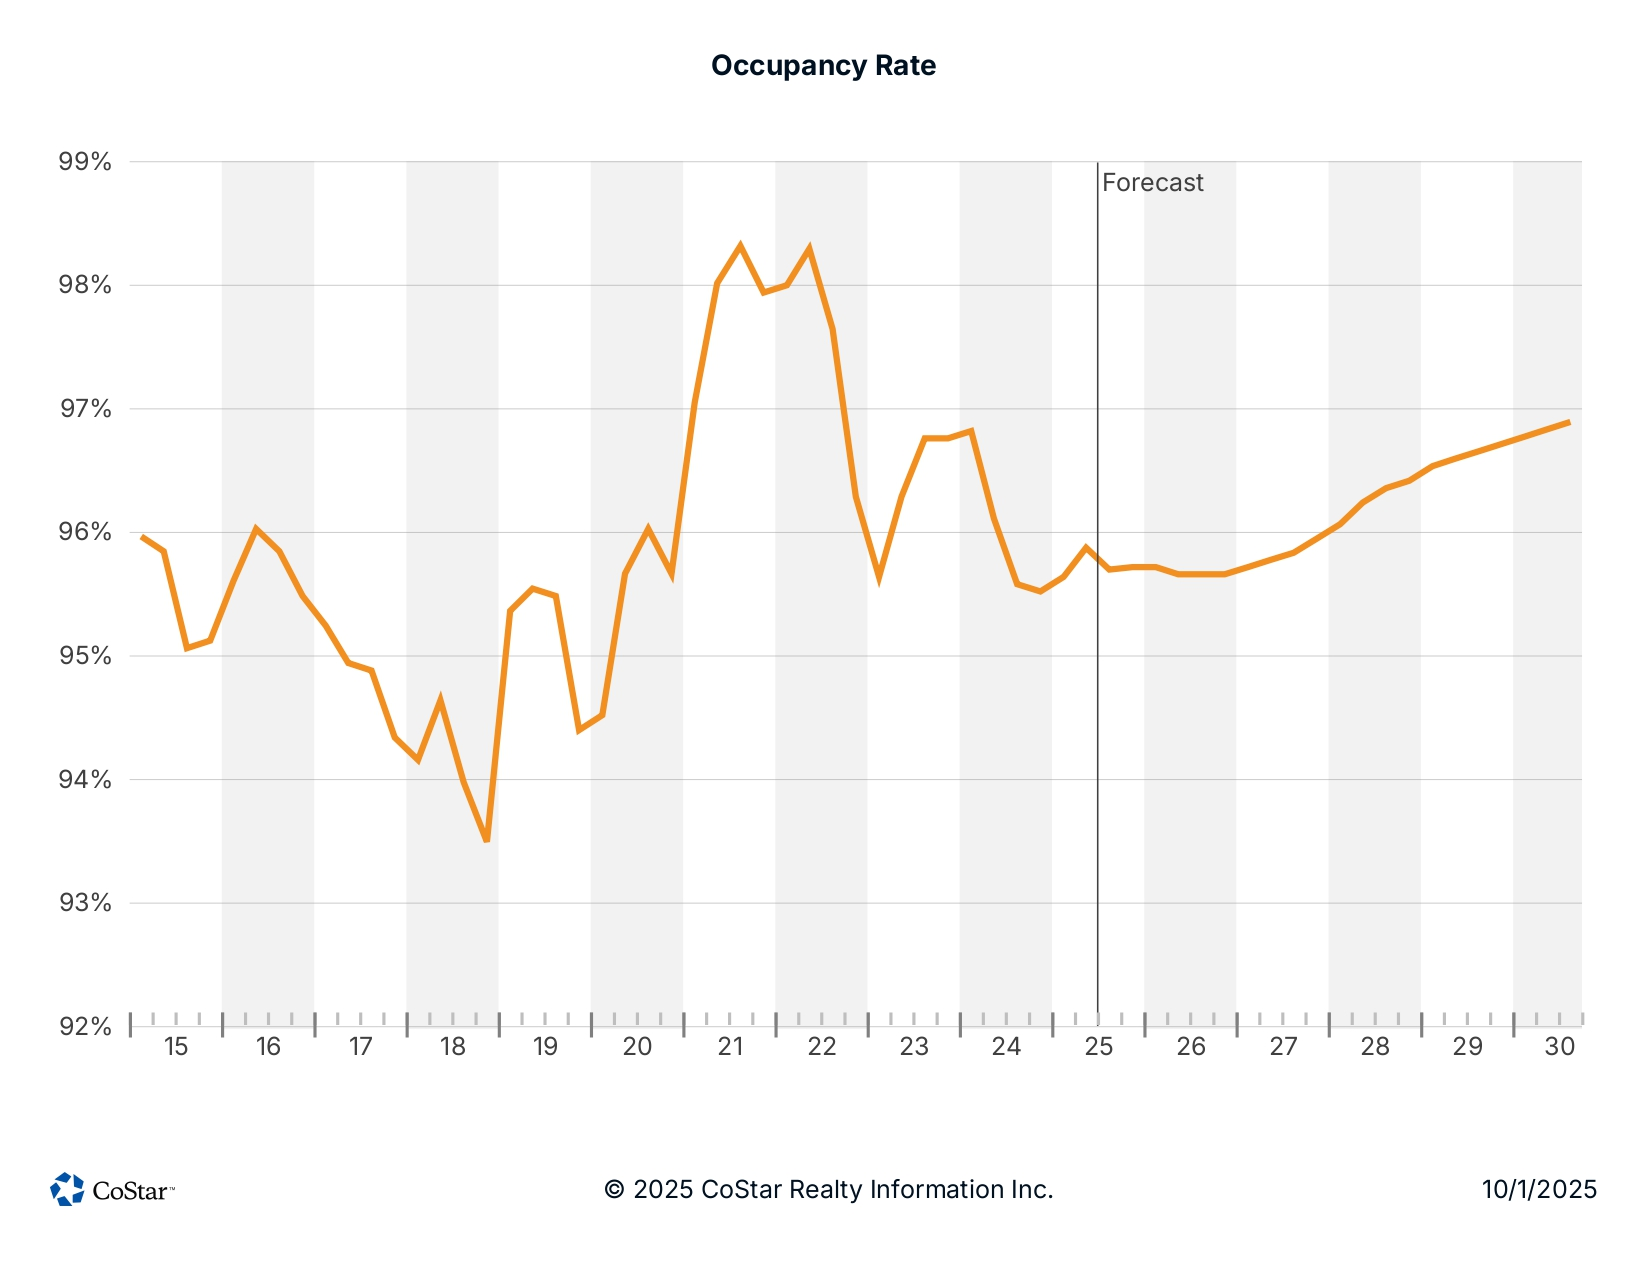 Occupancy Rate
99%
Forecast
98%
97%
96%
95%
94%
93%
92%
15 16 17 18 19 20 21 22 23 24 25 26 27 28 29 30
CoStar™ © 2025 CoStar Realty Information Inc. 10/1/2025